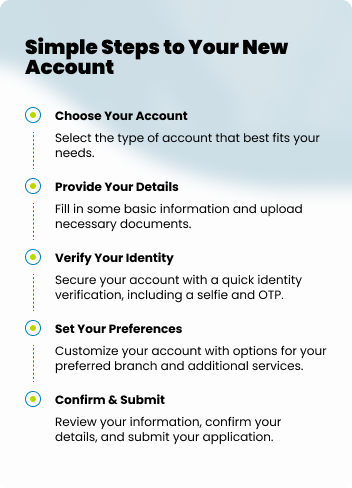 Simple Steps to Your New
Account
Choose Your Account
Select the type of account that best fits your
needs.
Provide Your Details
Fill in some basic information and upload
necessary documents.
Verify Your Identity
Secure your account with a quick identity
verification, including a selfie and OTP.
Set Your Preferences
Customize your account with options for your
preferred branch and additional services.
Confirm & Submit
Review your information, confirm your
details, and submit your application.